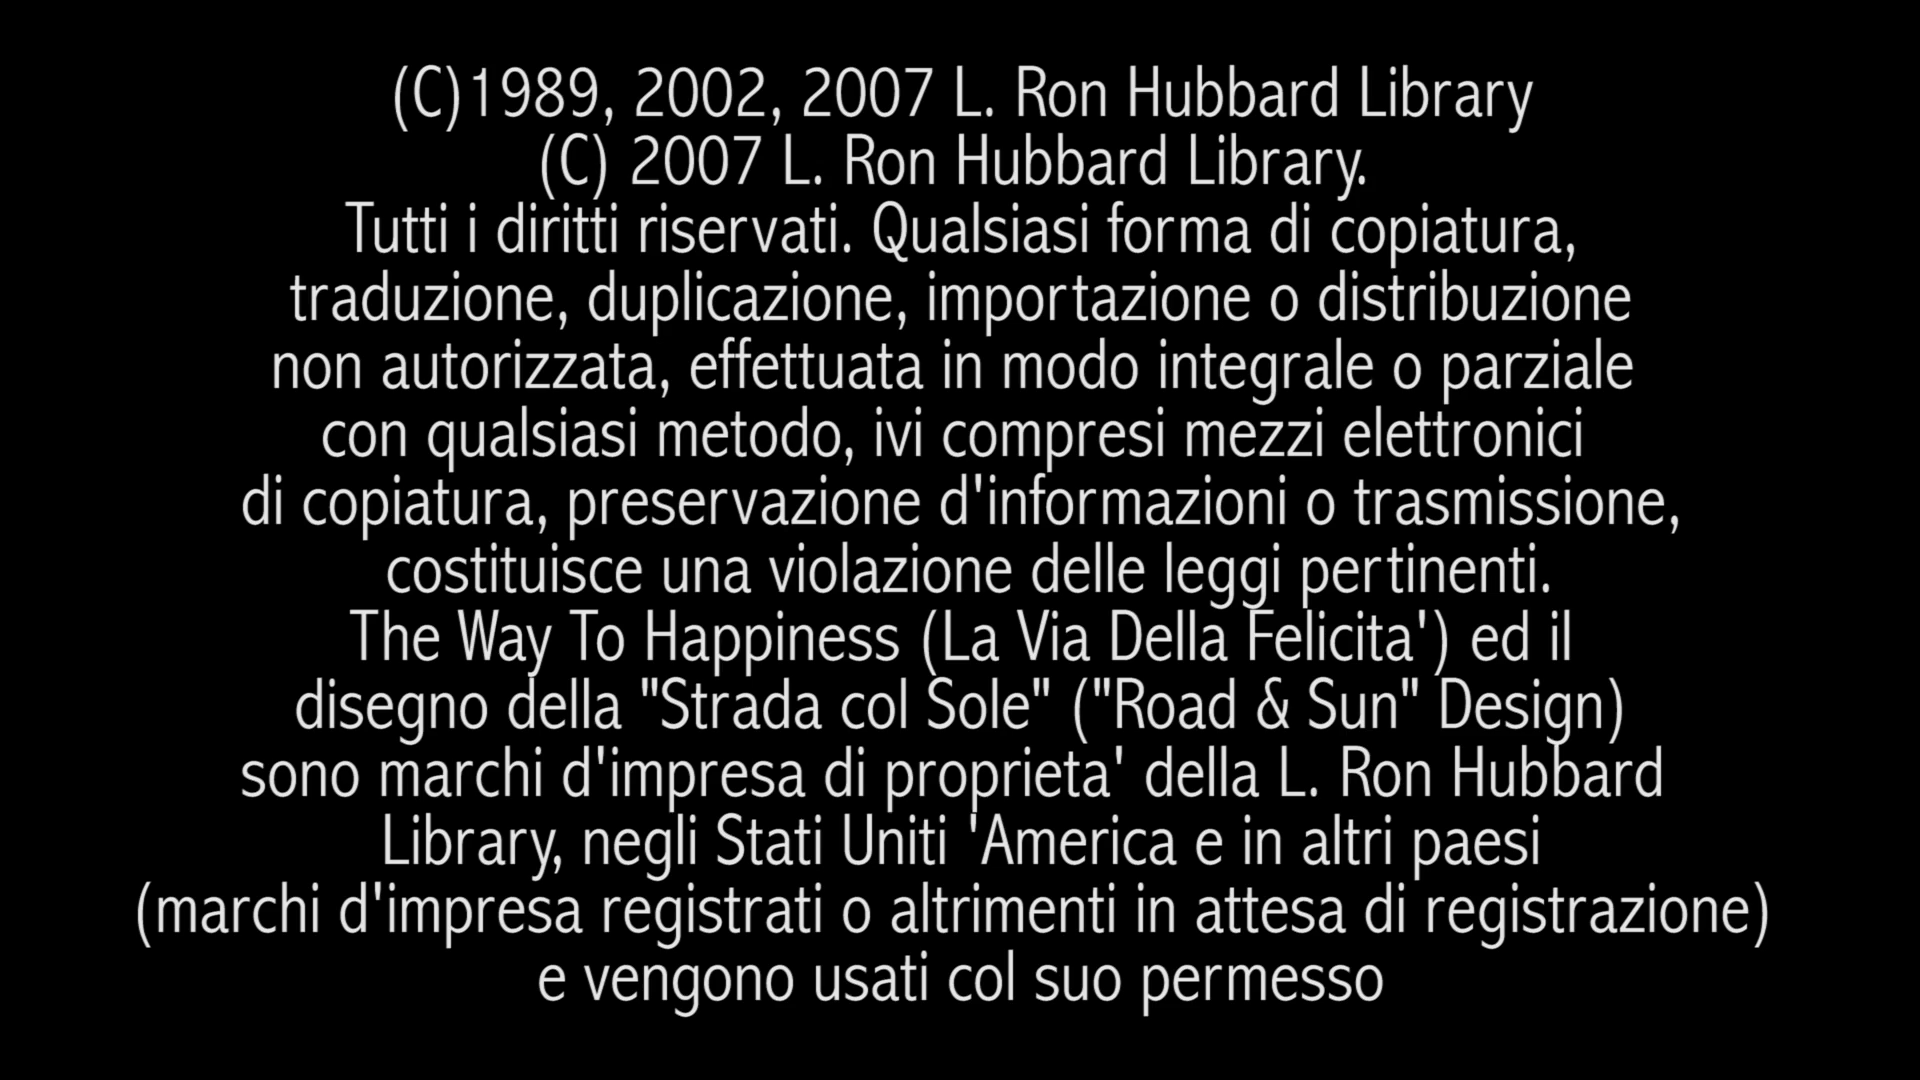 (C)1989, 2002, 2007 L. Ron Hubbard Library
(C) 2007 L. Ron Hubbard Library.
Tutti i diritti riservati. Qualsiasi forma di copiatura,
traduzione, duplicazione, importazione o distribuzione
non autorizzata, effettuata in modo integrale o parziale
con qualsiasi metodo, ivi compresi mezzi elettronici
di copiatura, preservazione d'informazioni o trasmissione,
costituisce una violazione delle leggi pertinenti.
The Way To Happiness (La Via Della Felicita') ed il
disegno della "Strada col Sole" ("Road & Sun" Design)
sono marchi d'impresa di proprieta' della L. Ron Hubbard
Library, negli Stati Uniti 'America e in altri paesi
(marchi d'impresa registrati o altrimenti in attesa di registrazione)
e vengono usati col suo permesso